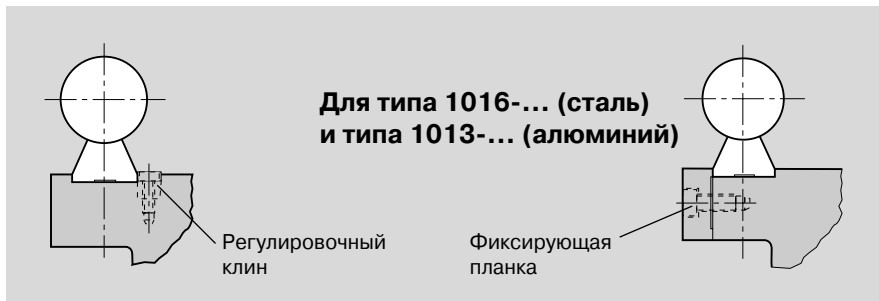 Для типа 1016-... (сталь)
и типа 1013-... (алюминий)
Регулировочный
клин
Фиксирующая
планка